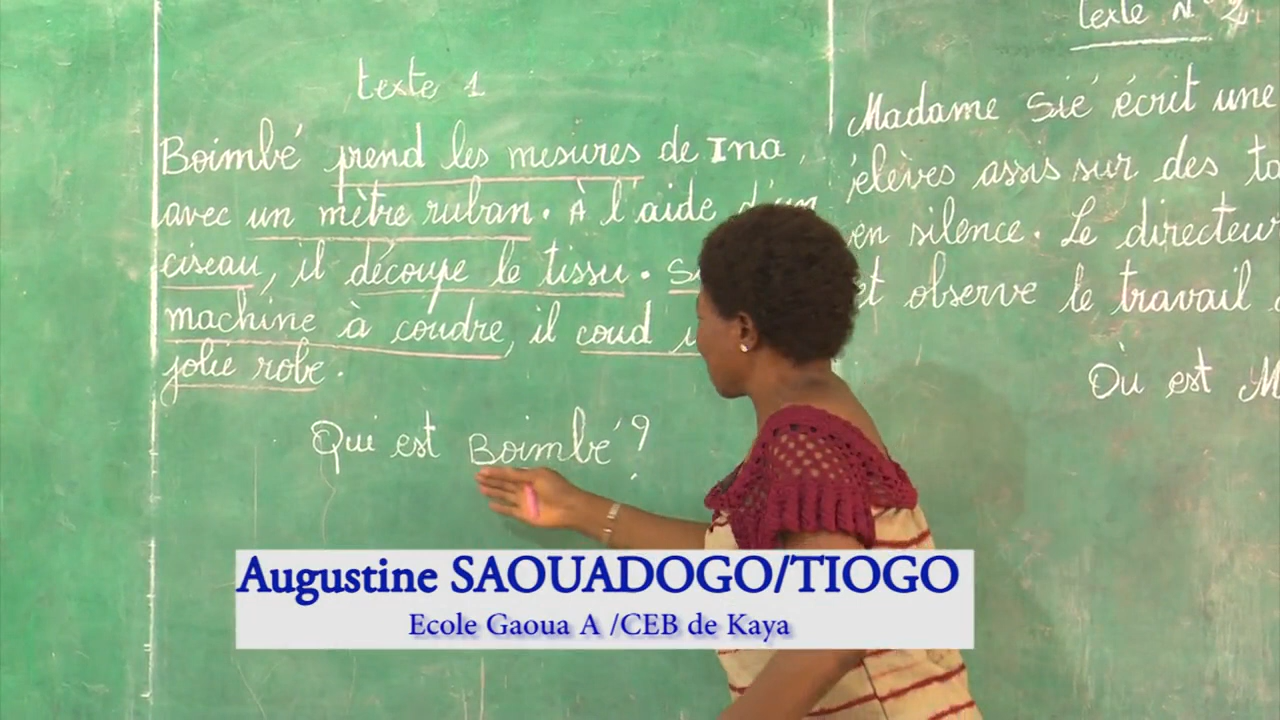 texte 1
Boimbé prend les mesures de Ina,
avec un mètre ruban. À l'aide d'un
ciseau, il découpe le tissu.
machine à coudre, il coud
jolie robe.
Qui est Boimbé?
texte N° 2
Madame Sié écrit une
élèves assis sur des
en silence. Le directeur
et observe le travail
Où est
Augustine SAOUADOGO/TIOGO
Ecole Gaoua A /CEB de Kaya